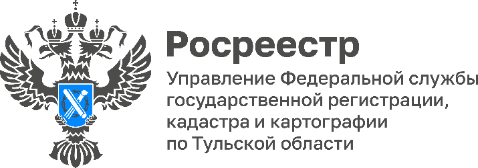 Росреестр
Управление Федеральной службы
государственной регистрации,
кадастра и картографии
по Тульской области